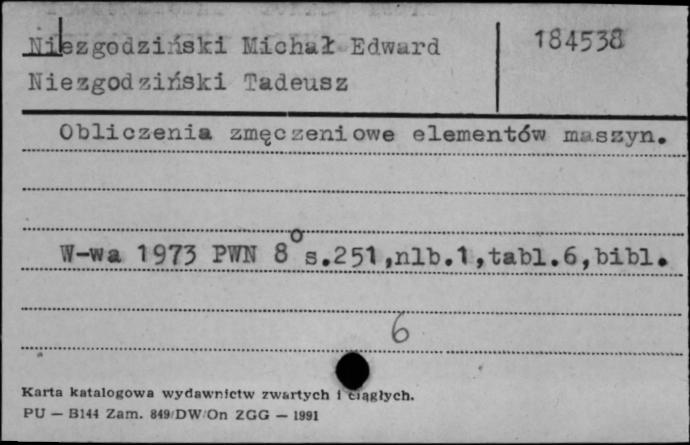 Niezgodziński Michał Edward
184538
Niezgodziński Tadeusz
Obliczenia zmęczeniowe elementów maszyn.
W-wa 1973 PWN 8° s.251,nlb.1,tabl.6,bibl.
6
Karta katalogowa wydawnictw zwartych i ciągłych.
PU — B144 Zam. 849/DW/On ZGG — 1991